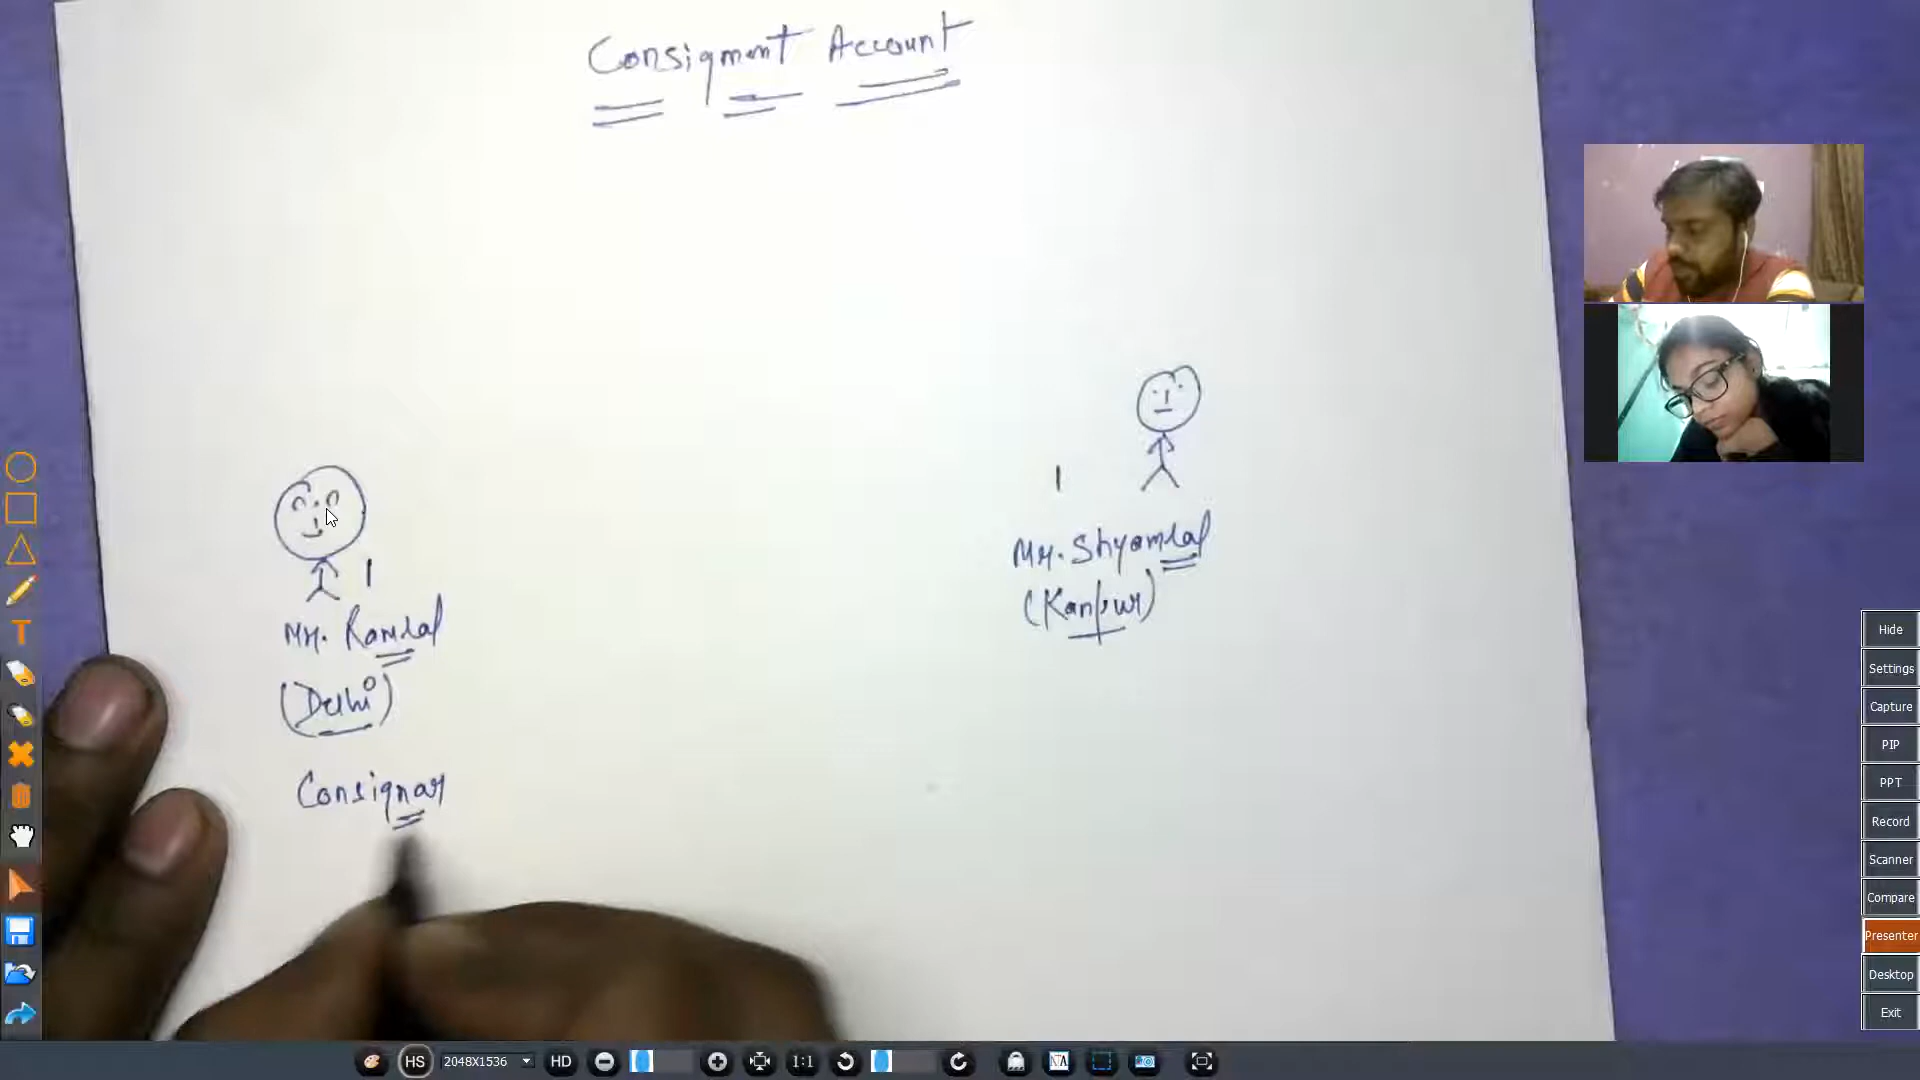 Consigment Account
Mr. Shyamlal
(Kanpur)
Mr. Ramlal
(Delhi)
Consignar
T
Hide
Settings
Capture
PIP
PPT
Record
Scanner
Compare
Presenter
Desktop
Exit
HS
2048X1536
HD
1:1